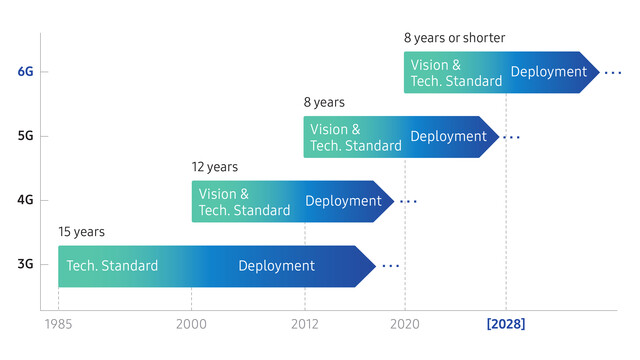 8 years or shorter
6G
Vision &
Tech. Standard
Deployment
...
8 years
5G
Vision &
Tech. Standard
Deployment
...
12 years
4G
Vision &
Tech. Standard
Deployment
...
15 years
3G
Tech. Standard
Deployment
...
1985
2000
2012
2020
[2028]